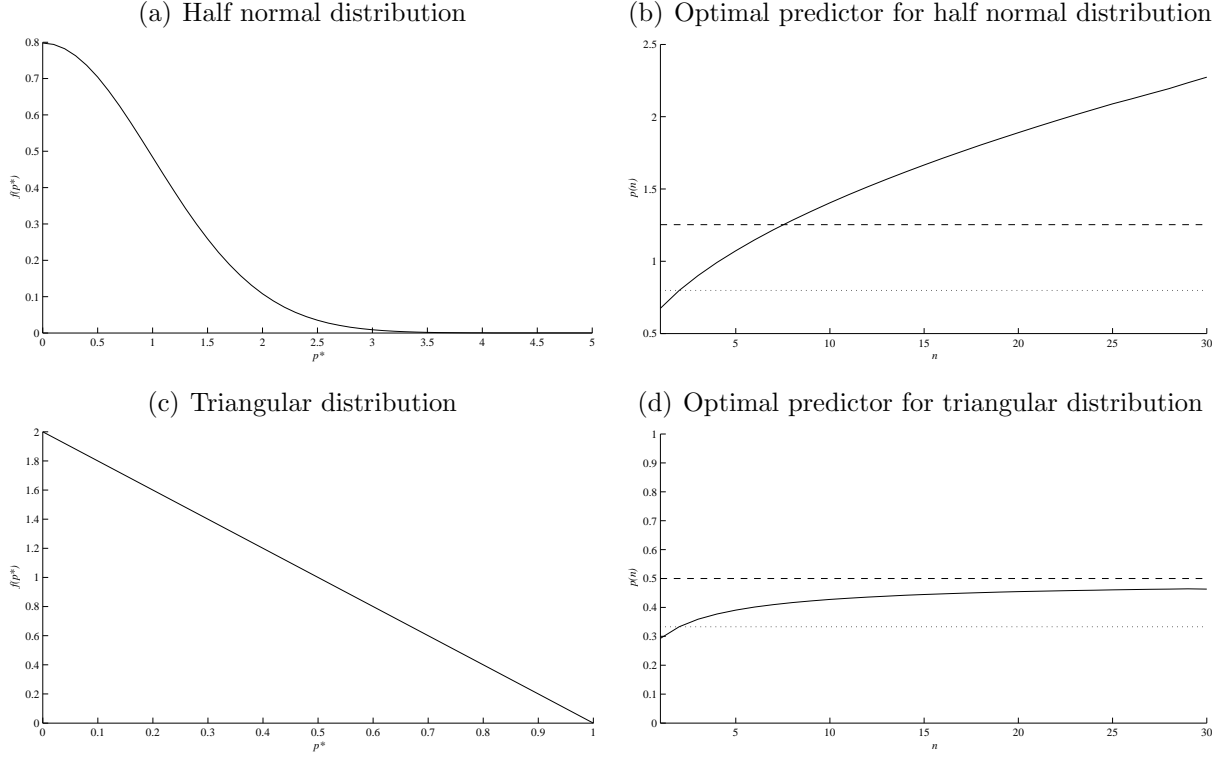 (a) Half normal distribution
0.8
0.7
0.6
0.5
0.4
0.3
0.2
0.1
0
f(p*)
0 0.5 1 1.5 2 2.5 3 3.5 4 4.5 5
p*
(b) Optimal predictor for half normal distribution
2.5
2
1.5
1
0.5
p(n)
5 10 15 20 25 30
n
(c) Triangular distribution
2
1.8
1.6
1.4
1.2
1
0.8
0.6
0.4
0.2
0
f(p*)
0 0.1 0.2 0.3 0.4 0.5 0.6 0.7 0.8 0.9 1
p*
(d) Optimal predictor for triangular distribution
1
0.9
0.8
0.7
0.6
0.5
0.4
0.3
0.2
0.1
0
p(n)
5 10 15 20 25 30
n